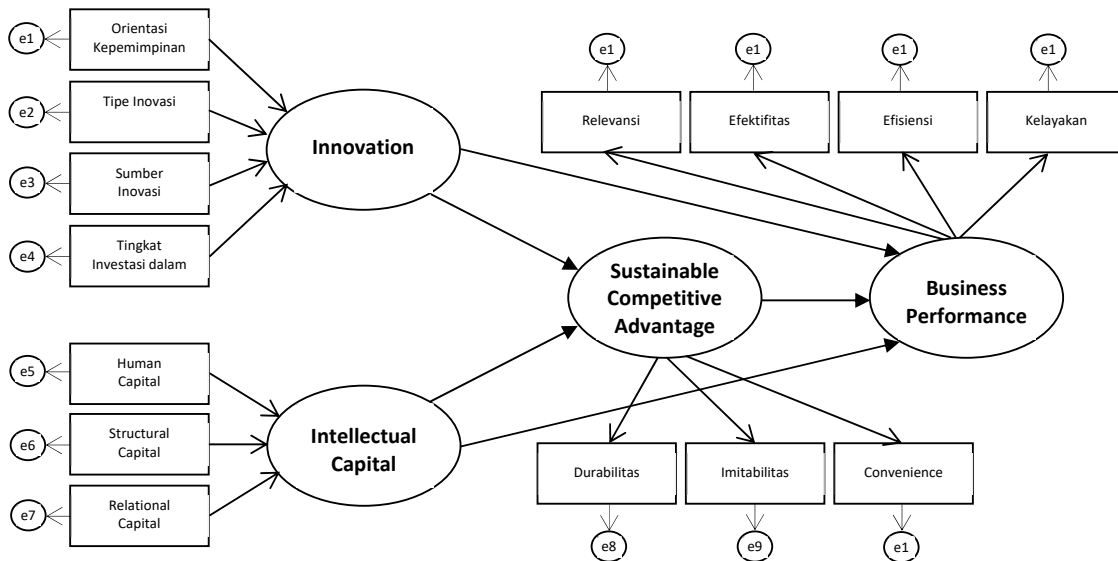 e1
Orientasi
Kepemimpinan
e2
Tipe Inovasi
e3
Sumber
Inovasi
e4
Tingkat
Investasi dalam
Innovation
e1
e1
e1
e1
Relevansi
Efektifitas
Efisiensi
Kelayakan
Sustainable
Competitive
Advantage
Business
Performance
e5
Human
Capital
e6
Structural
Capital
e7
Relational
Capital
Intellectual
Capital
Durabilitas
Imitabilitas
Convenience
e8
e9
e1